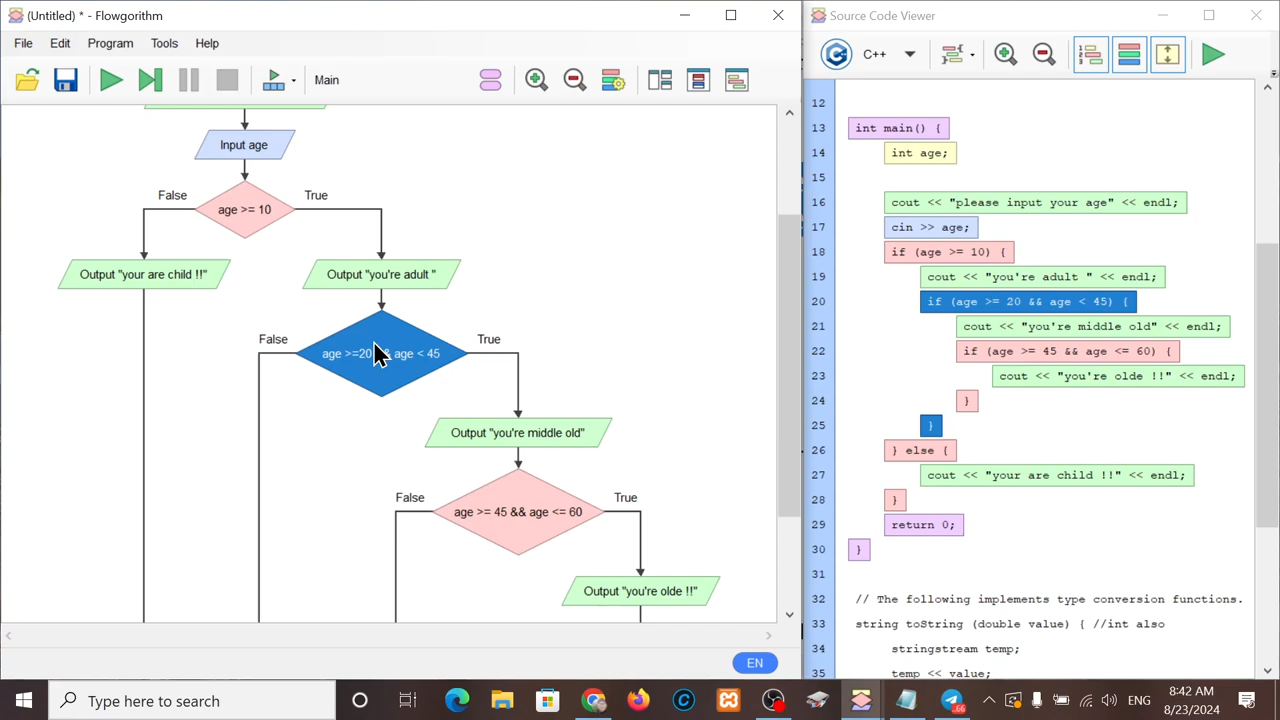 (Untitled) * - Flowgorithm
File Edit Program Tools Help
Main
Input age
False True
age >= 10
Output "your are child !!"
Output "you're adult "
False True
age >=20 && age < 45
Output "you're middle old"
False True
age >= 45 && age <= 60
Output "you're olde !!"
EN
Source Code Viewer
C++
12
13 int main() {
14 int age;
15
16 cout << "please input your age" << endl;
17 cin >> age;
18 if (age >= 10) {
19 cout << "you're adult " << endl;
20 if (age >= 20 && age < 45) {
21 cout << "you're middle old" << endl;
22 if (age >= 45 && age <= 60) {
23 cout << "you're olde !!" << endl;
24 }
25 }
26 } else {
27 cout << "your are child !!" << endl;
28 }
29 return 0;
30 }
31
32 // The following implements type conversion functions.
33 string toString (double value) { //int also
34 stringstream temp;
35 temp << value;
Type here to search
66
ENG
8:42 AM
8/23/2024